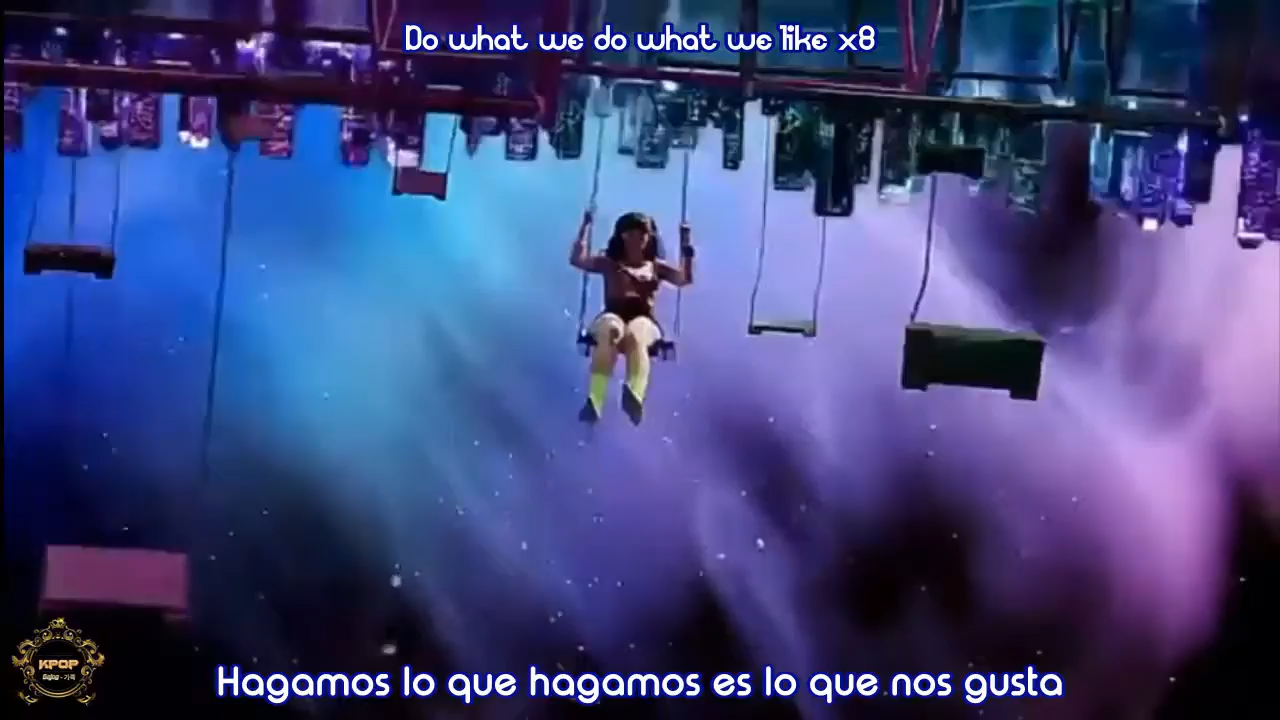 Do what we do what we like x8
KPOP
Hagamos lo que hagamos es lo que nos gusta